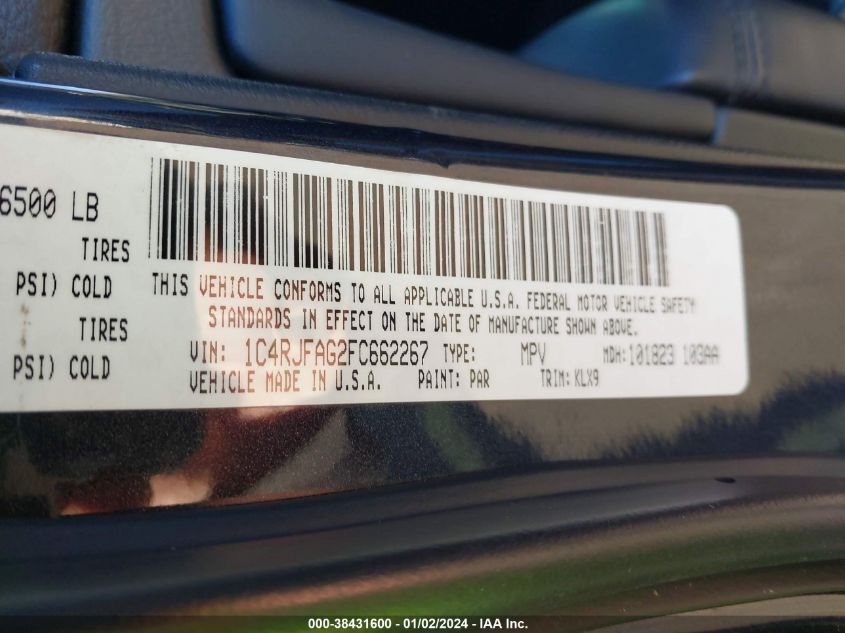 6500 LB
TIRES
PSI) COLD
TIRES
PSI) COLD
THIS VEHICLE CONFORMS TO ALL APPLICABLE U.S.A. FEDERAL MOTOR VEHICLE SAFETY
STANDARDS IN EFFECT ON THE DATE OF MANUFACTURE SHOWN ABOVE.
VIN: 1C4RJFAG2FC662267 TYPE: MPV MDH:101823 103AA
VEHICLE MADE IN U.S.A. PAINT: PAR TRIM: KLX9
000-38431600 - 01/02/2024 - IAA Inc.